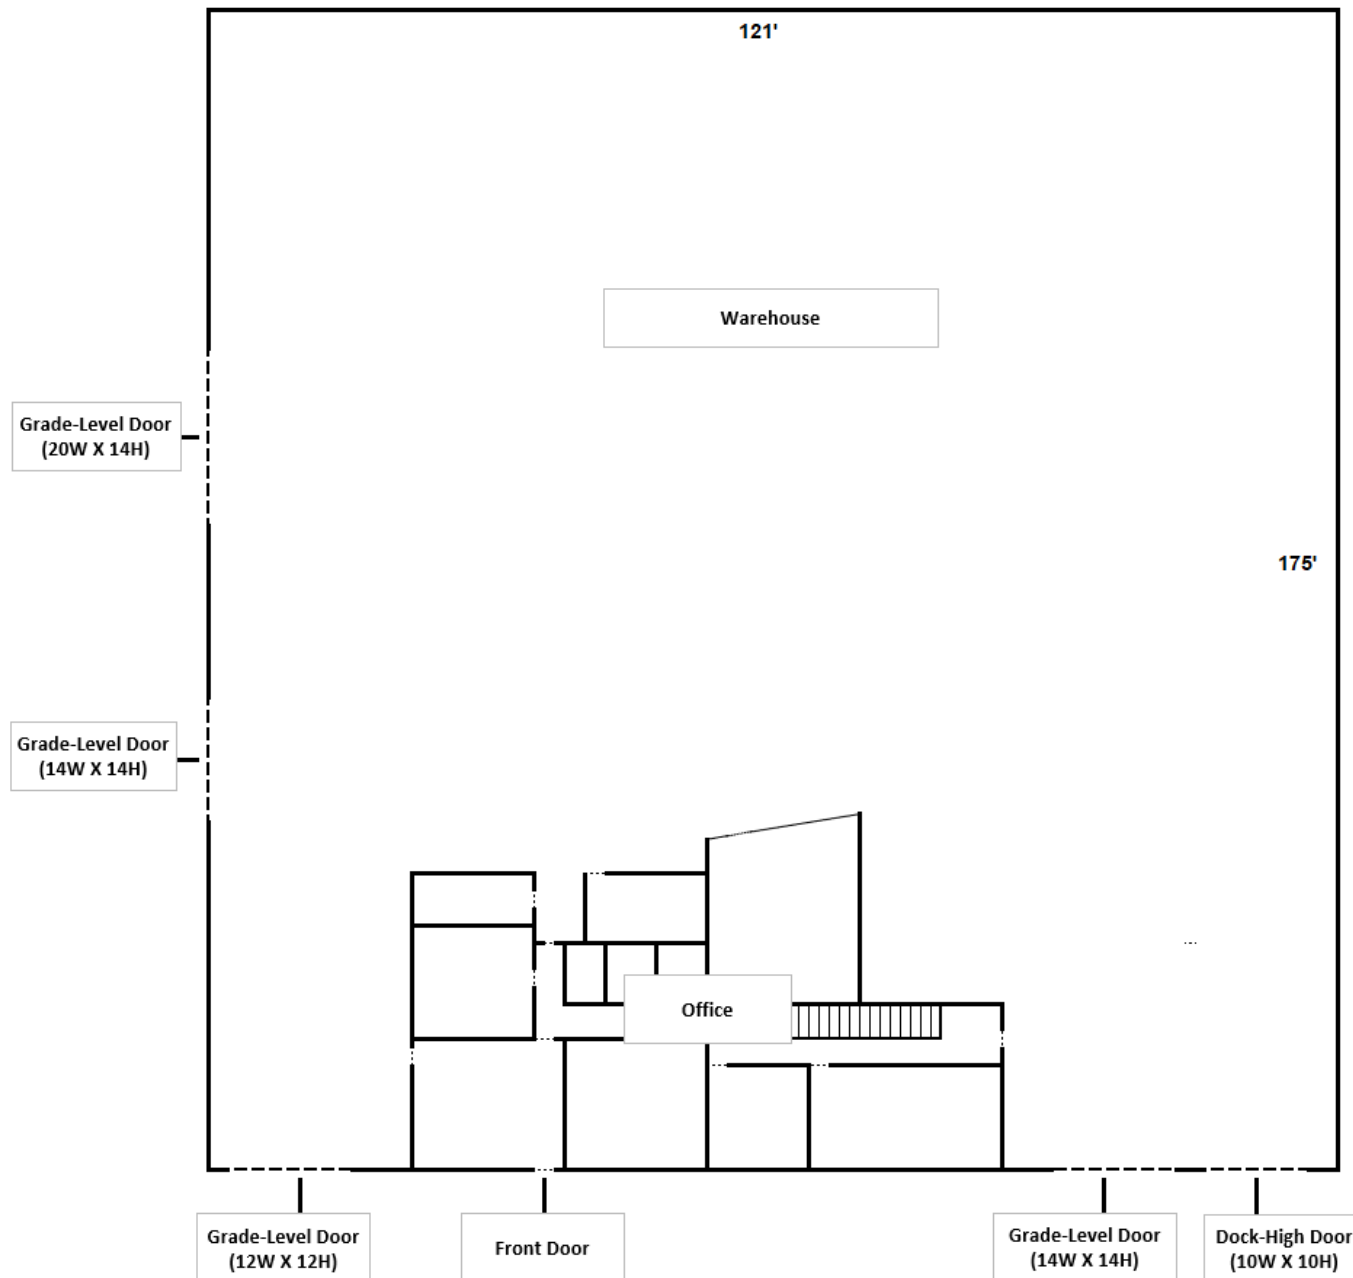 121'
Warehouse
Grade-Level Door
(20W X 14H)
175'
Grade-Level Door
(14W X 14H)
Office
Grade-Level Door
(12W X 12H)
Front Door
Grade-Level Door
(14W X 14H)
Dock-High Door
(10W X 10H)